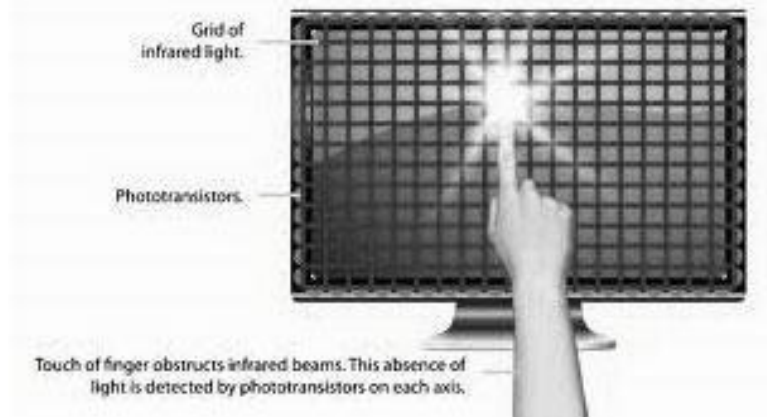 Grid of
infrared light.
Phototransistors.
Touch of finger obstructs infrared beams. This absence of
light is detected by phototransistors on each axis.